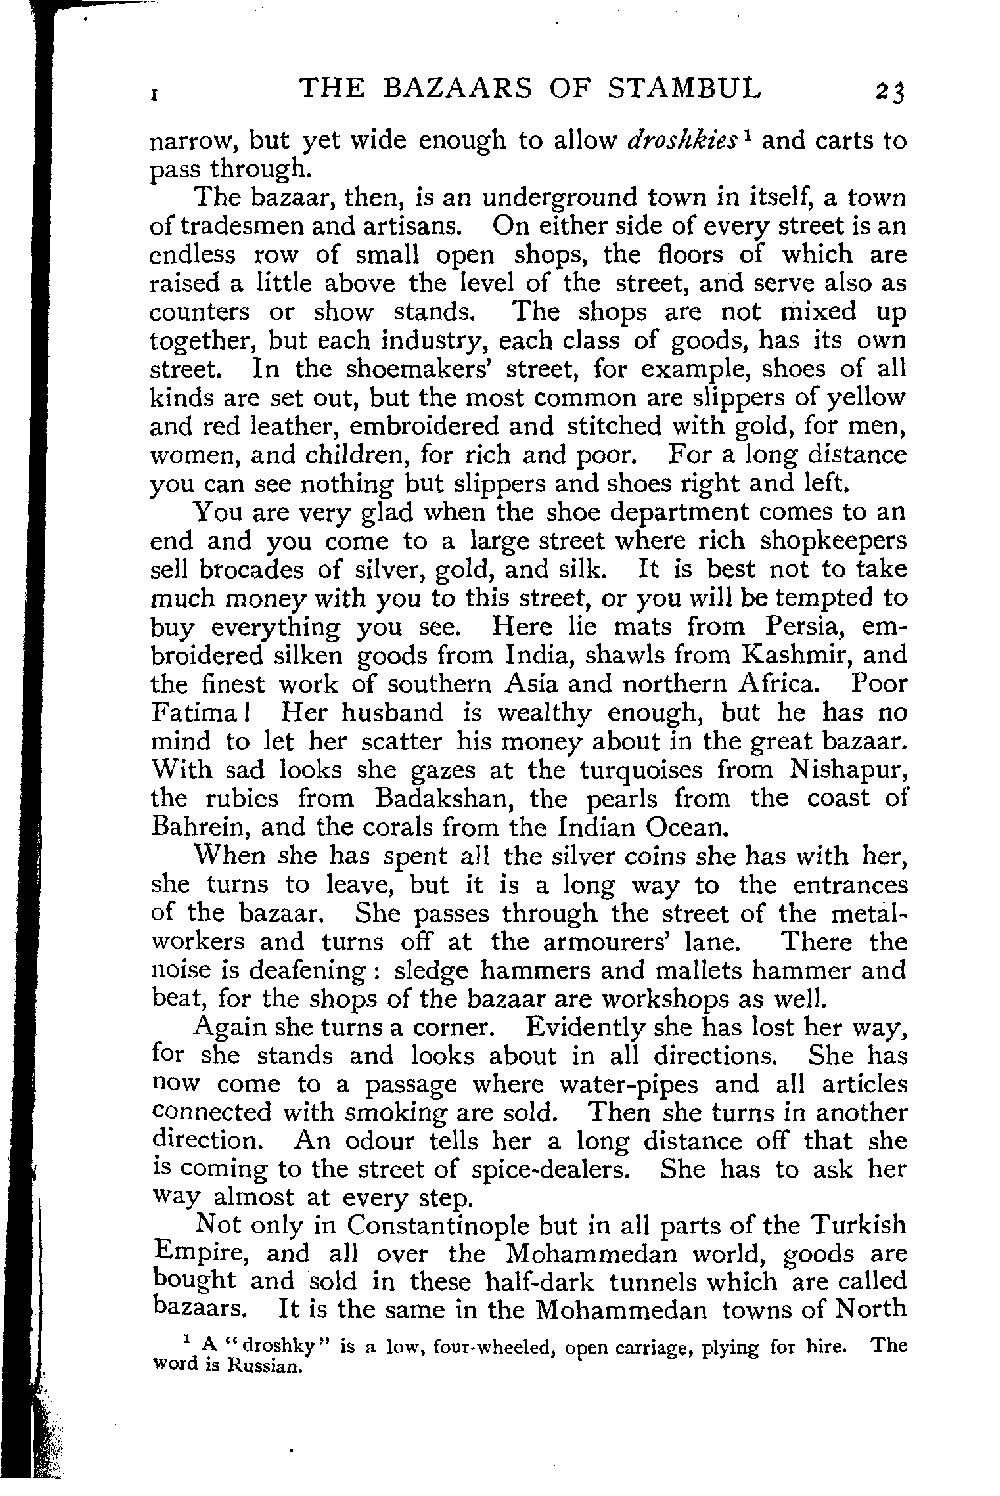 I THE BAZAARS OF STAMBUL 23
narrow, but yet wide enough to allow droshkies¹ and carts to
pass through.
The bazaar, then, is an underground town in itself, a town
of tradesmen and artisans. On either side of every street is an
endless row of small open shops, the floors of which are
raised a little above the level of the street, and serve also as
counters or show stands. The shops are not mixed up
together, but each industry, each class of goods, has its own
street. In the shoemakers' street, for example, shoes of all
kinds are set out, but the most common are slippers of yellow
and red leather, embroidered and stitched with gold, for men,
women, and children, for rich and poor. For a long distance
you can see nothing but slippers and shoes right and left.
You are very glad when the shoe department comes to an
end and you come to a large street where rich shopkeepers
sell brocades of silver, gold, and silk. It is best not to take
much money with you to this street, or you will be tempted to
buy everything you see. Here lie mats from Persia, em-
broidered silken goods from India, shawls from Kashmir, and
the finest work of southern Asia and northern Africa. Poor
Fatima! Her husband is wealthy enough, but he has no
mind to let her scatter his money about in the great bazaar.
With sad looks she gazes at the turquoises from Nishapur,
the rubies from Badakshan, the pearls from the coast of
Bahrein, and the corals from the Indian Ocean.
When she has spent all the silver coins she has with her,
she turns to leave, but it is a long way to the entrances
of the bazaar. She passes through the street of the metal-
workers and turns off at the armourers' lane. There the
noise is deafening: sledge hammers and mallets hammer and
beat, for the shops of the bazaar are workshops as well.
Again she turns a corner. Evidently she has lost her way,
for she stands and looks about in all directions. She has
now come to a passage where water-pipes and all articles
connected with smoking are sold. Then she turns in another
direction. An odour tells her a long distance off that she
is coming to the street of spice-dealers. She has to ask her
way almost at every step.
Not only in Constantinople but in all parts of the Turkish
Empire, and all over the Mohammedan world, goods are
bought and sold in these half-dark tunnels which are called
bazaars. It is the same in the Mohammedan towns of North
¹ A "droshky" is a low, four-wheeled, open carriage, plying for hire. The
word is Russian.